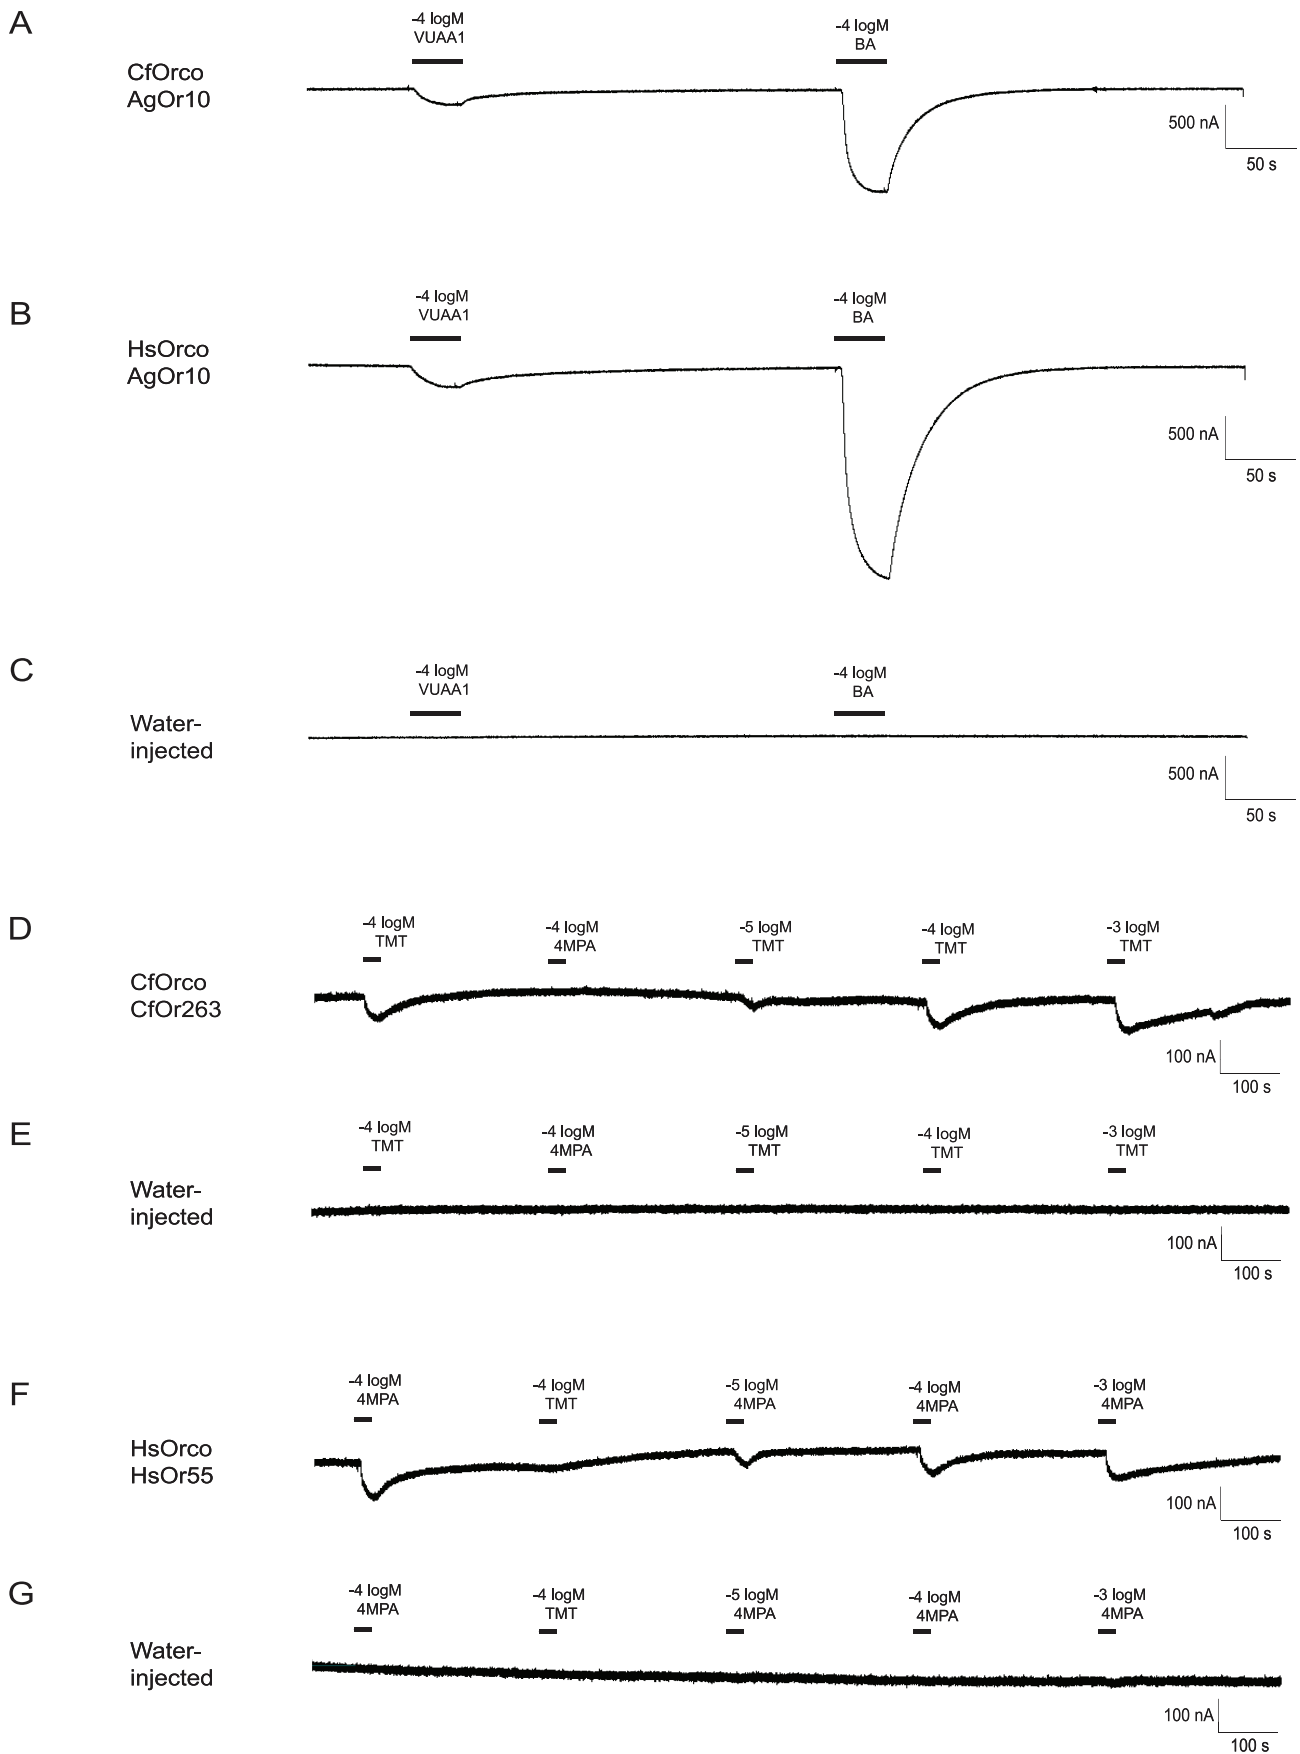 A
CfOrco
AgOr10
-4 logM
VUAA1
-4 logM
BA
500 nA
50 s
B
HsOrco
AgOr10
-4 logM
VUAA1
-4 logM
BA
500 nA
50 s
C
Water-
injected
-4 logM
VUAA1
-4 logM
BA
500 nA
50 s
D
CfOrco
CfOr263
-4 logM
TMT
-4 logM
4MPA
-5 logM
TMT
-4 logM
TMT
-3 logM
TMT
100 nA
100 s
E
Water-
injected
-4 logM
TMT
-4 logM
4MPA
-5 logM
TMT
-4 logM
TMT
-3 logM
TMT
100 nA
100 s
F
HsOrco
HsOr55
-4 logM
4MPA
-4 logM
TMT
-5 logM
4MPA
-4 logM
4MPA
-3 logM
4MPA
100 nA
100 s
G
Water-
injected
-4 logM
4MPA
-4 logM
TMT
-5 logM
4MPA
-4 logM
4MPA
-3 logM
4MPA
100 nA
100 s